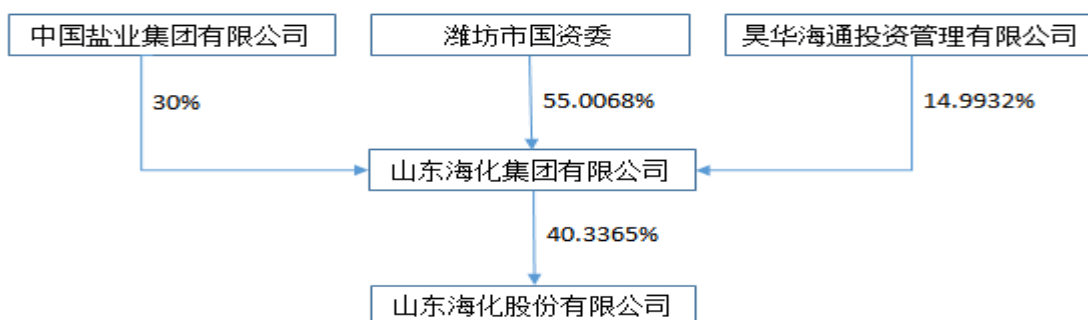 中国盐业集团有限公司
潍坊市国资委
昊华海通投资管理有限公司
30%
55.0068%
14.9932%
山东海化集团有限公司
40.3365%
山东海化股份有限公司